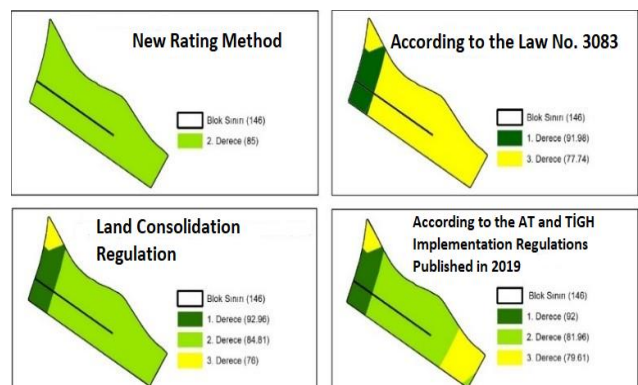 New Rating Method
Blok Sınırı (146)
2. Derece (85)
According to the Law No. 3083
Blok Sınırı (146)
1. Derece (91.98)
3. Derece (77.74)
Land Consolidation
Regulation
Blok Sınırı (146)
1. Derece (92.96)
2. Derece (84.81)
3. Derece (76)
According to the AT and TİGH
Implementation Regulations
Published in 2019
Blok Sınırı (146)
1. Derece (92)
2. Derece (81.96)
3. Derece (79.61)